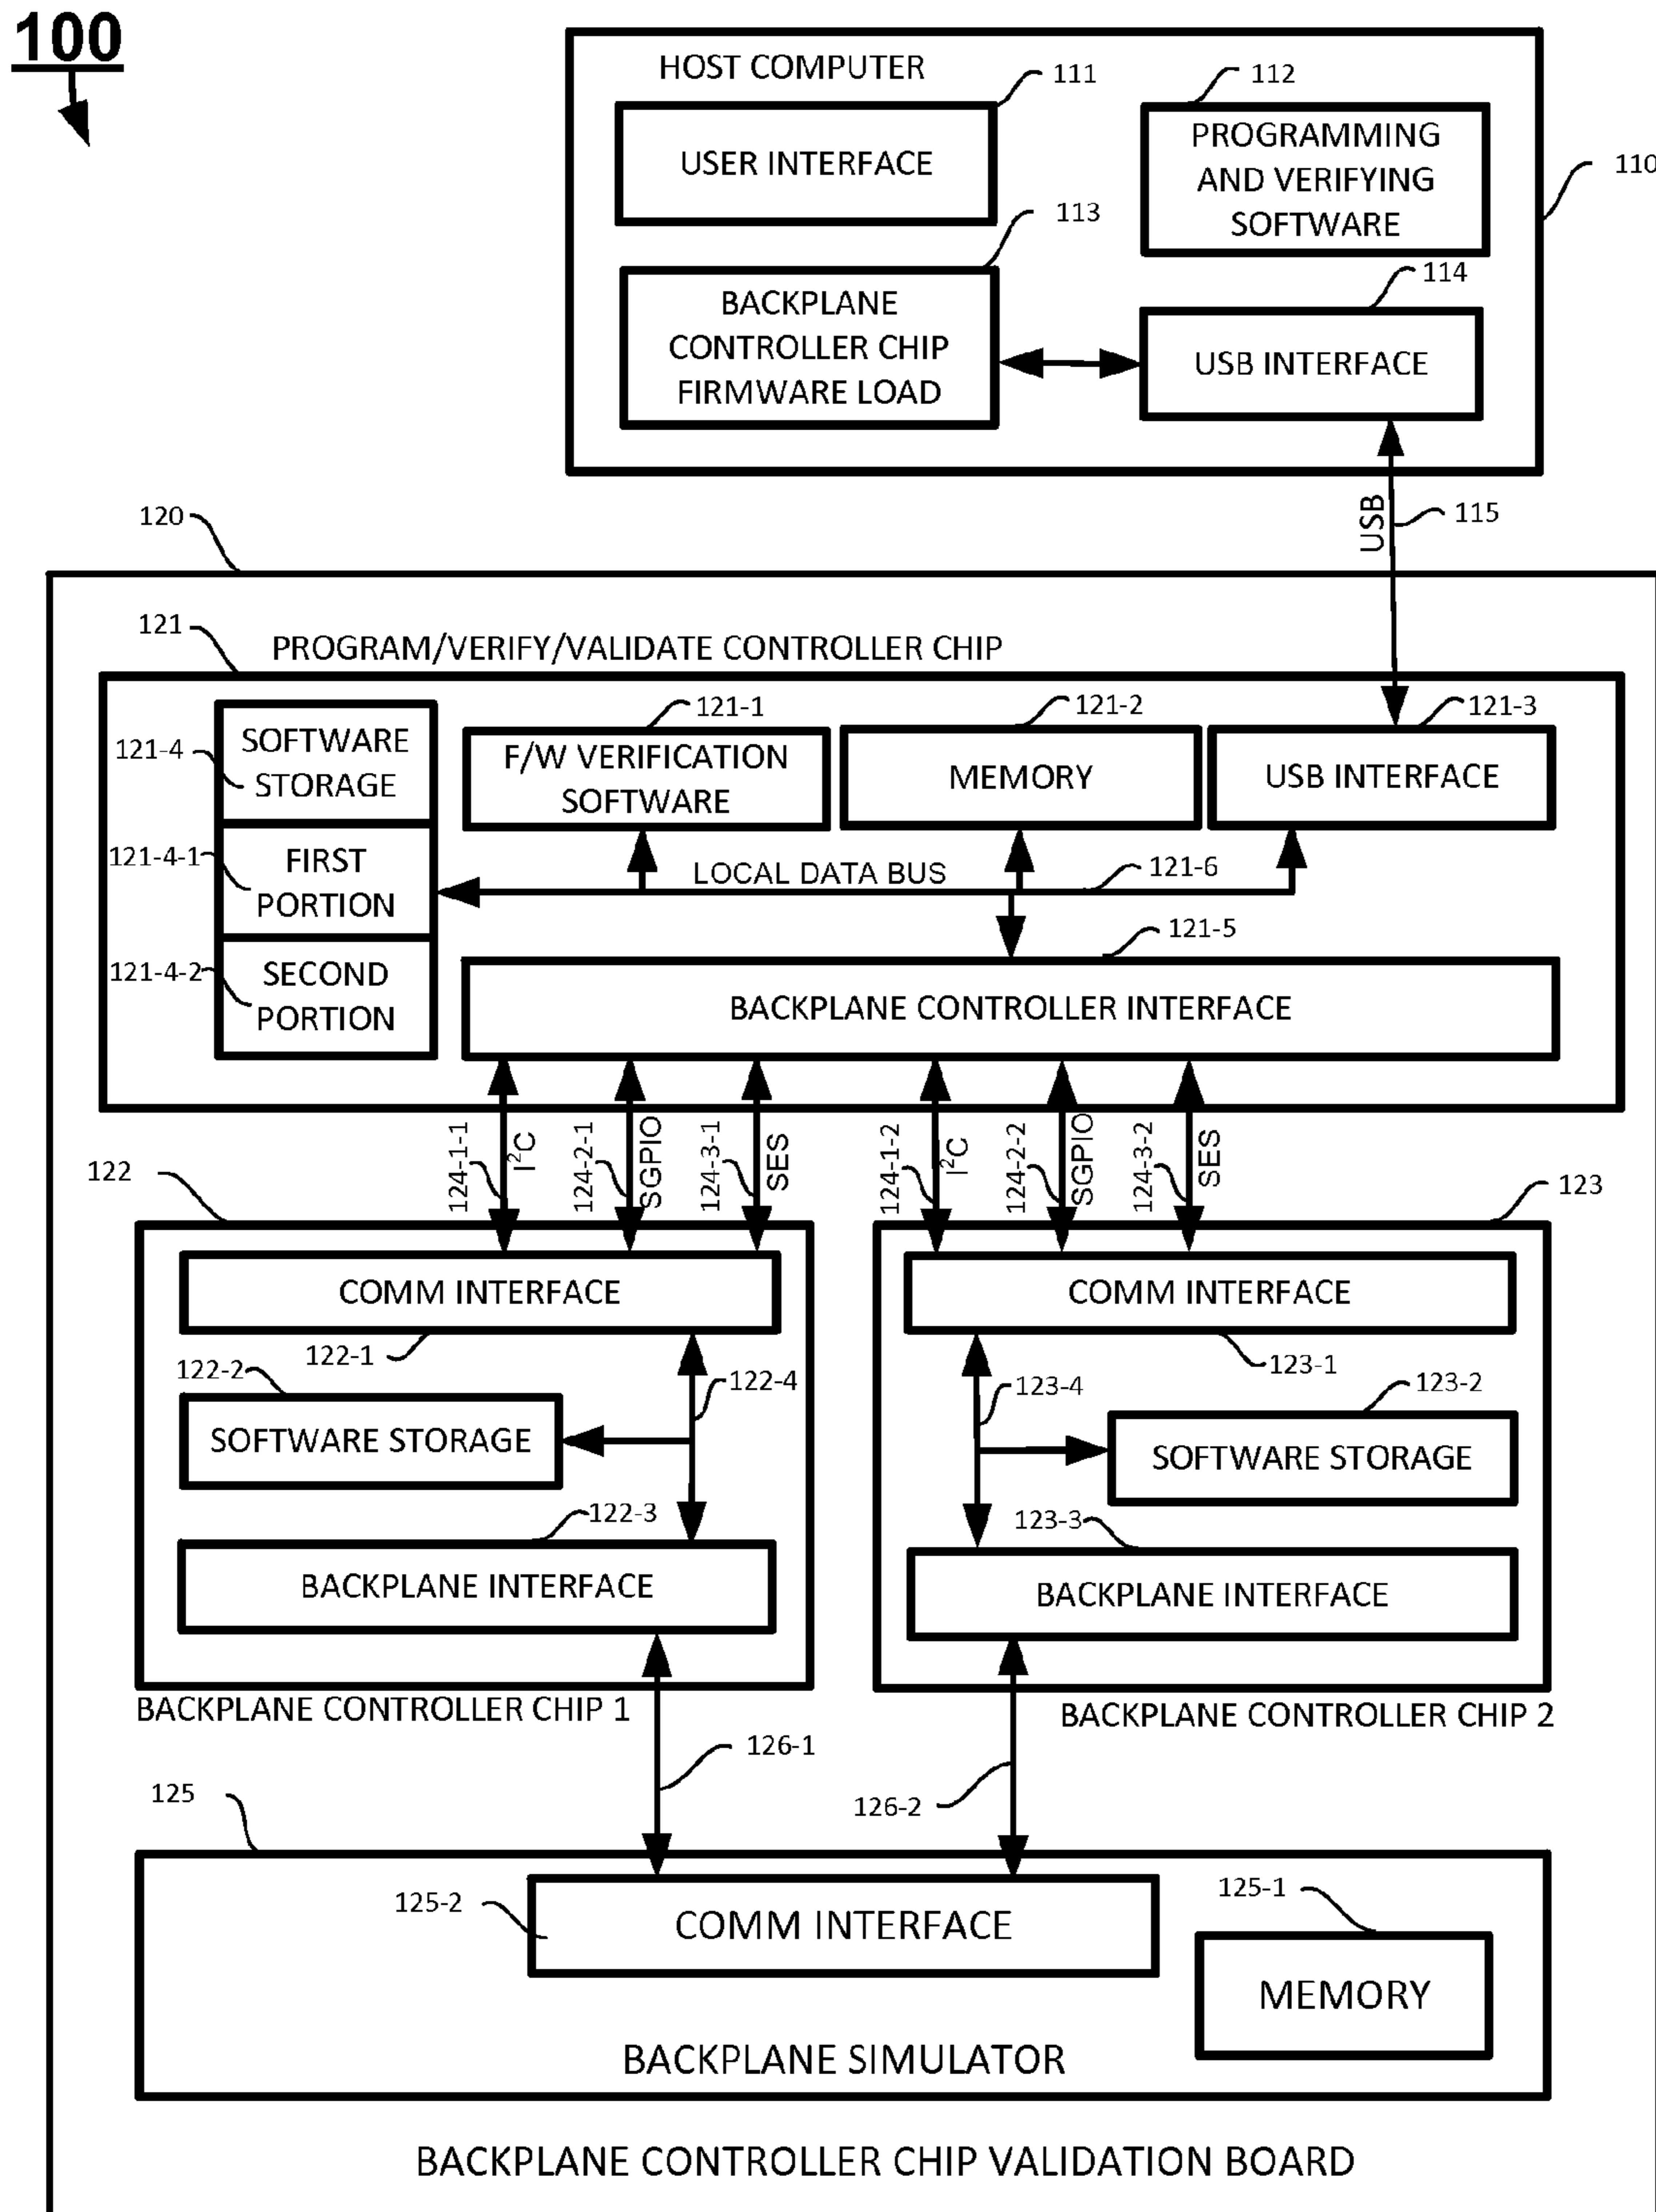 100
HOST COMPUTER
111
112
USER INTERFACE
PROGRAMMING
AND VERIFYING
SOFTWARE
110
113
114
BACKPLANE
CONTROLLER CHIP
FIRMWARE LOAD
USB INTERFACE
USB
115
120
121
PROGRAM/VERIFY/VALIDATE CONTROLLER CHIP
121-1
121-2
121-3
121-4
SOFTWARE
STORAGE
F/W VERIFICATION
SOFTWARE
MEMORY
USB INTERFACE
121-4-1
FIRST
PORTION
LOCAL DATA BUS
121-6
121-5
121-4-2
SECOND
PORTION
BACKPLANE CONTROLLER INTERFACE
124-1-1
I²C
124-2-1
SGPIO
124-3-1
SES
124-1-2
I²C
124-2-2
SGPIO
124-3-2
SES
122
123
COMM INTERFACE
COMM INTERFACE
122-1
123-1
122-2
122-4
123-4
123-2
SOFTWARE STORAGE
SOFTWARE STORAGE
122-3
123-3
BACKPLANE INTERFACE
BACKPLANE INTERFACE
BACKPLANE CONTROLLER CHIP 1
BACKPLANE CONTROLLER CHIP 2
126-1
125
126-2
125-2
COMM INTERFACE
125-1
MEMORY
BACKPLANE SIMULATOR
BACKPLANE CONTROLLER CHIP VALIDATION BOARD